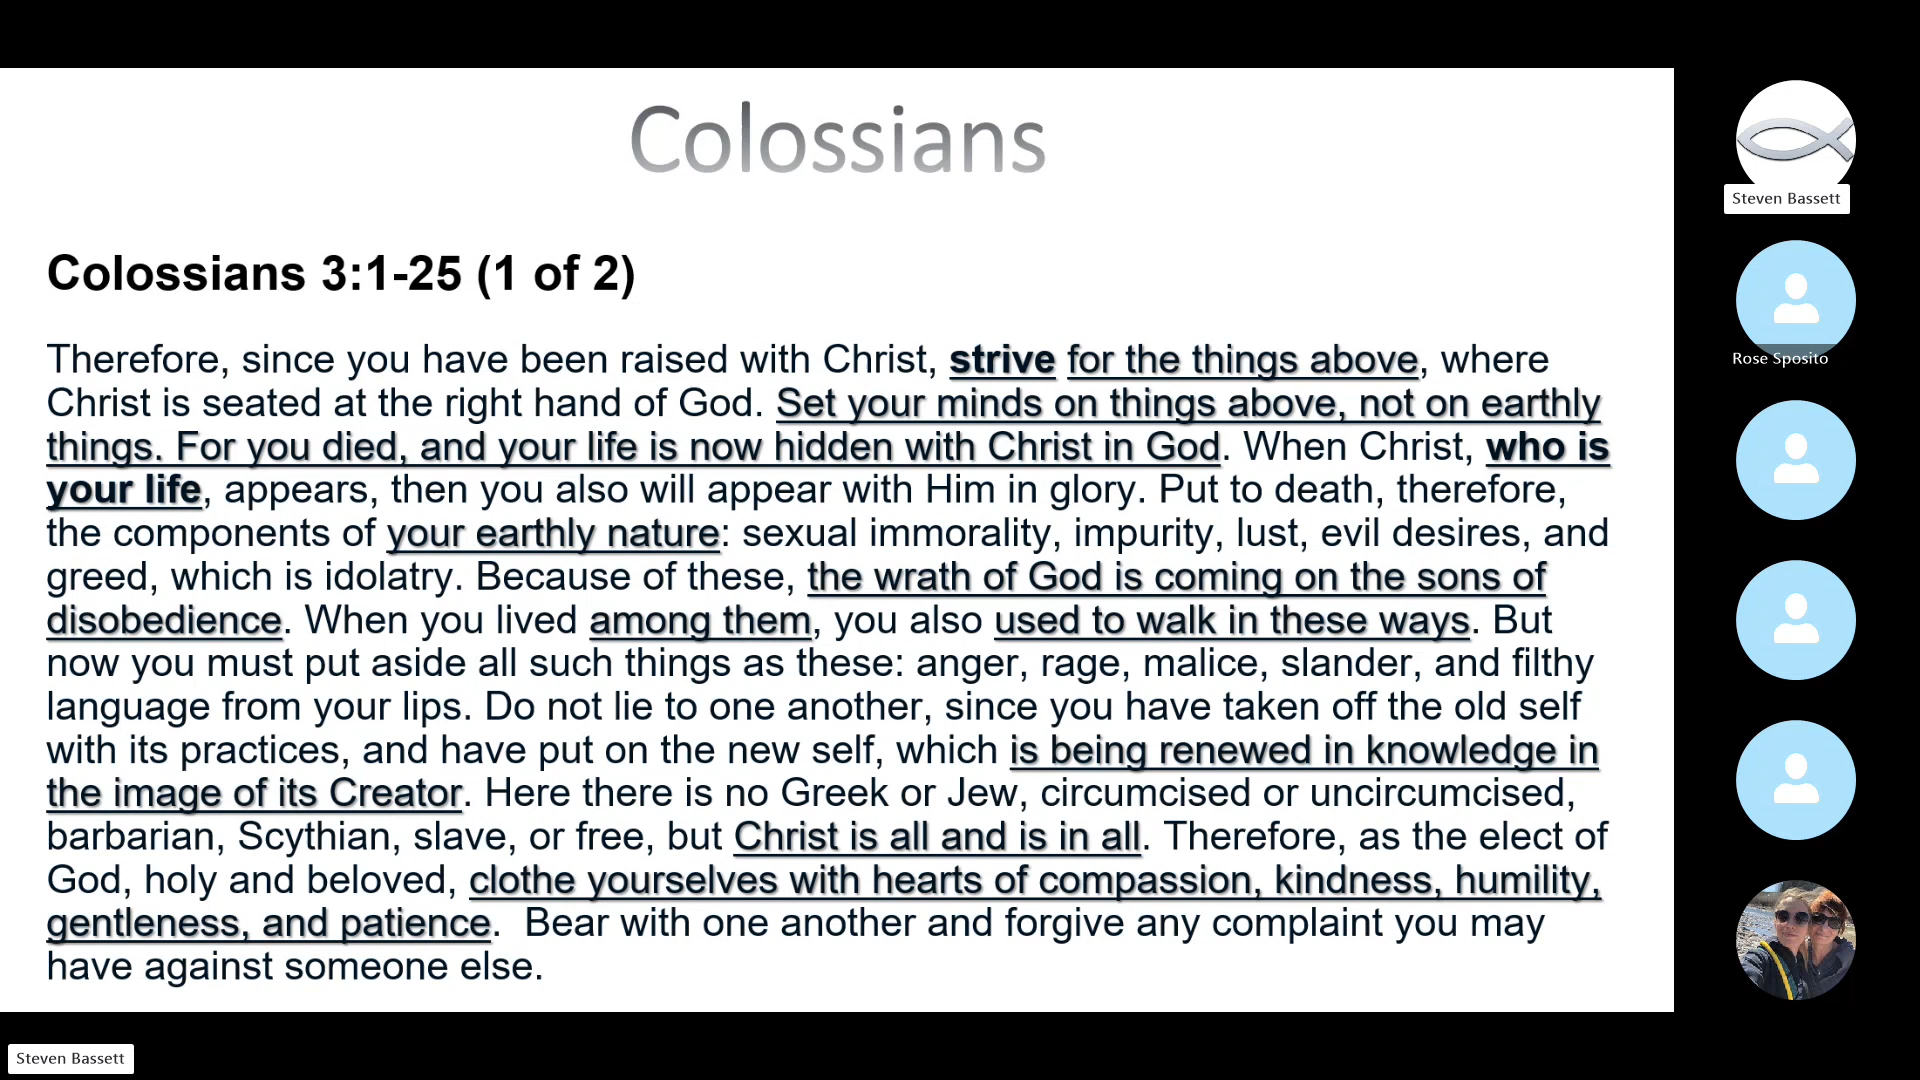 Colossians
Colossians 3:1-25 (1 of 2)
Therefore, since you have been raised with Christ, strive for the things above, where
Christ is seated at the right hand of God. Set your minds on things above, not on earthly
things. For you died, and your life is now hidden with Christ in God. When Christ, who is
your life, appears, then you also will appear with Him in glory. Put to death, therefore,
the components of your earthly nature: sexual immorality, impurity, lust, evil desires, and
greed, which is idolatry. Because of these, the wrath of God is coming on the sons of
disobedience. When you lived among them, you also used to walk in these ways. But
now you must put aside all such things as these: anger, rage, malice, slander, and filthy
language from your lips. Do not lie to one another, since you have taken off the old self
with its practices, and have put on the new self, which is being renewed in knowledge in
the image of its Creator. Here there is no Greek or Jew, circumcised or uncircumcised,
barbarian, Scythian, slave, or free, but Christ is all and is in all. Therefore, as the elect of
God, holy and beloved, clothe yourselves with hearts of compassion, kindness, humility,
gentleness, and patience.  Bear with one another and forgive any complaint you may
have against someone else.
Steven Bassett
Rose Sposito
Steven Bassett